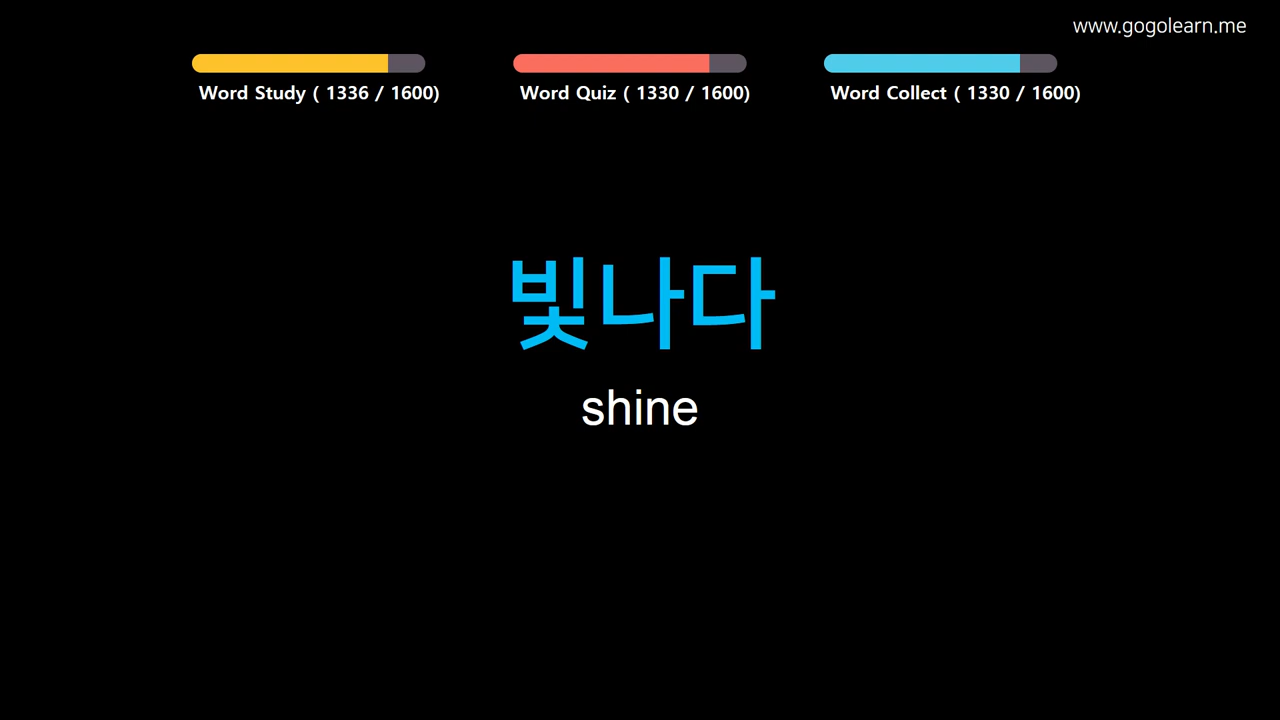 www.gogolearn.me
Word Study ( 1336 / 1600)
Word Quiz ( 1330 / 1600)
Word Collect ( 1330 / 1600)
빛나다
shine